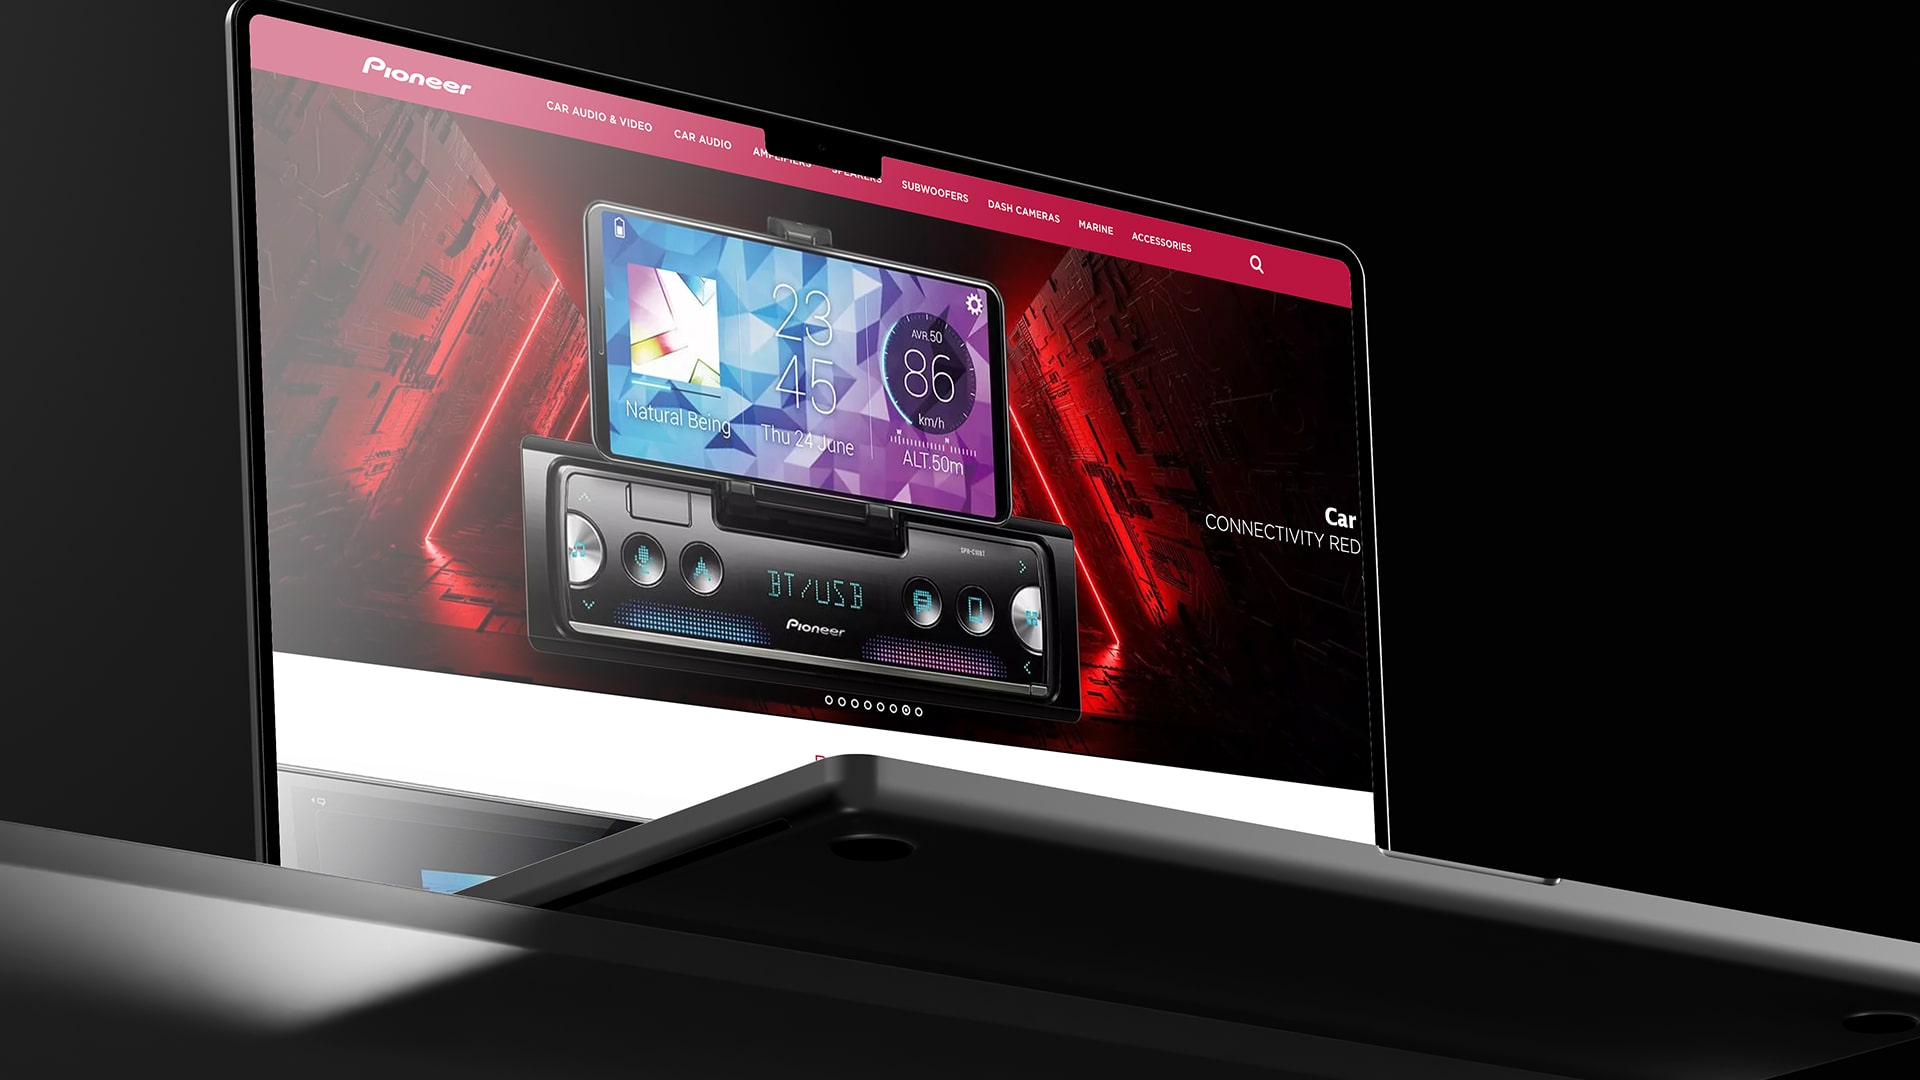 Pioneer
CAR AUDIO & VIDEO
CAR AUDIO
AMPLIFIERS
SPEAKERS
SUBWOOFERS
DASH CAMERAS
MARINE
ACCESSORIES
23
45
Natural Being
Thu 24 June
AVR.50
86
km/h
W N
ALT.50m
SPH-C10BT
BT/USB
Pioneer
Car
CONNECTIVITY RED